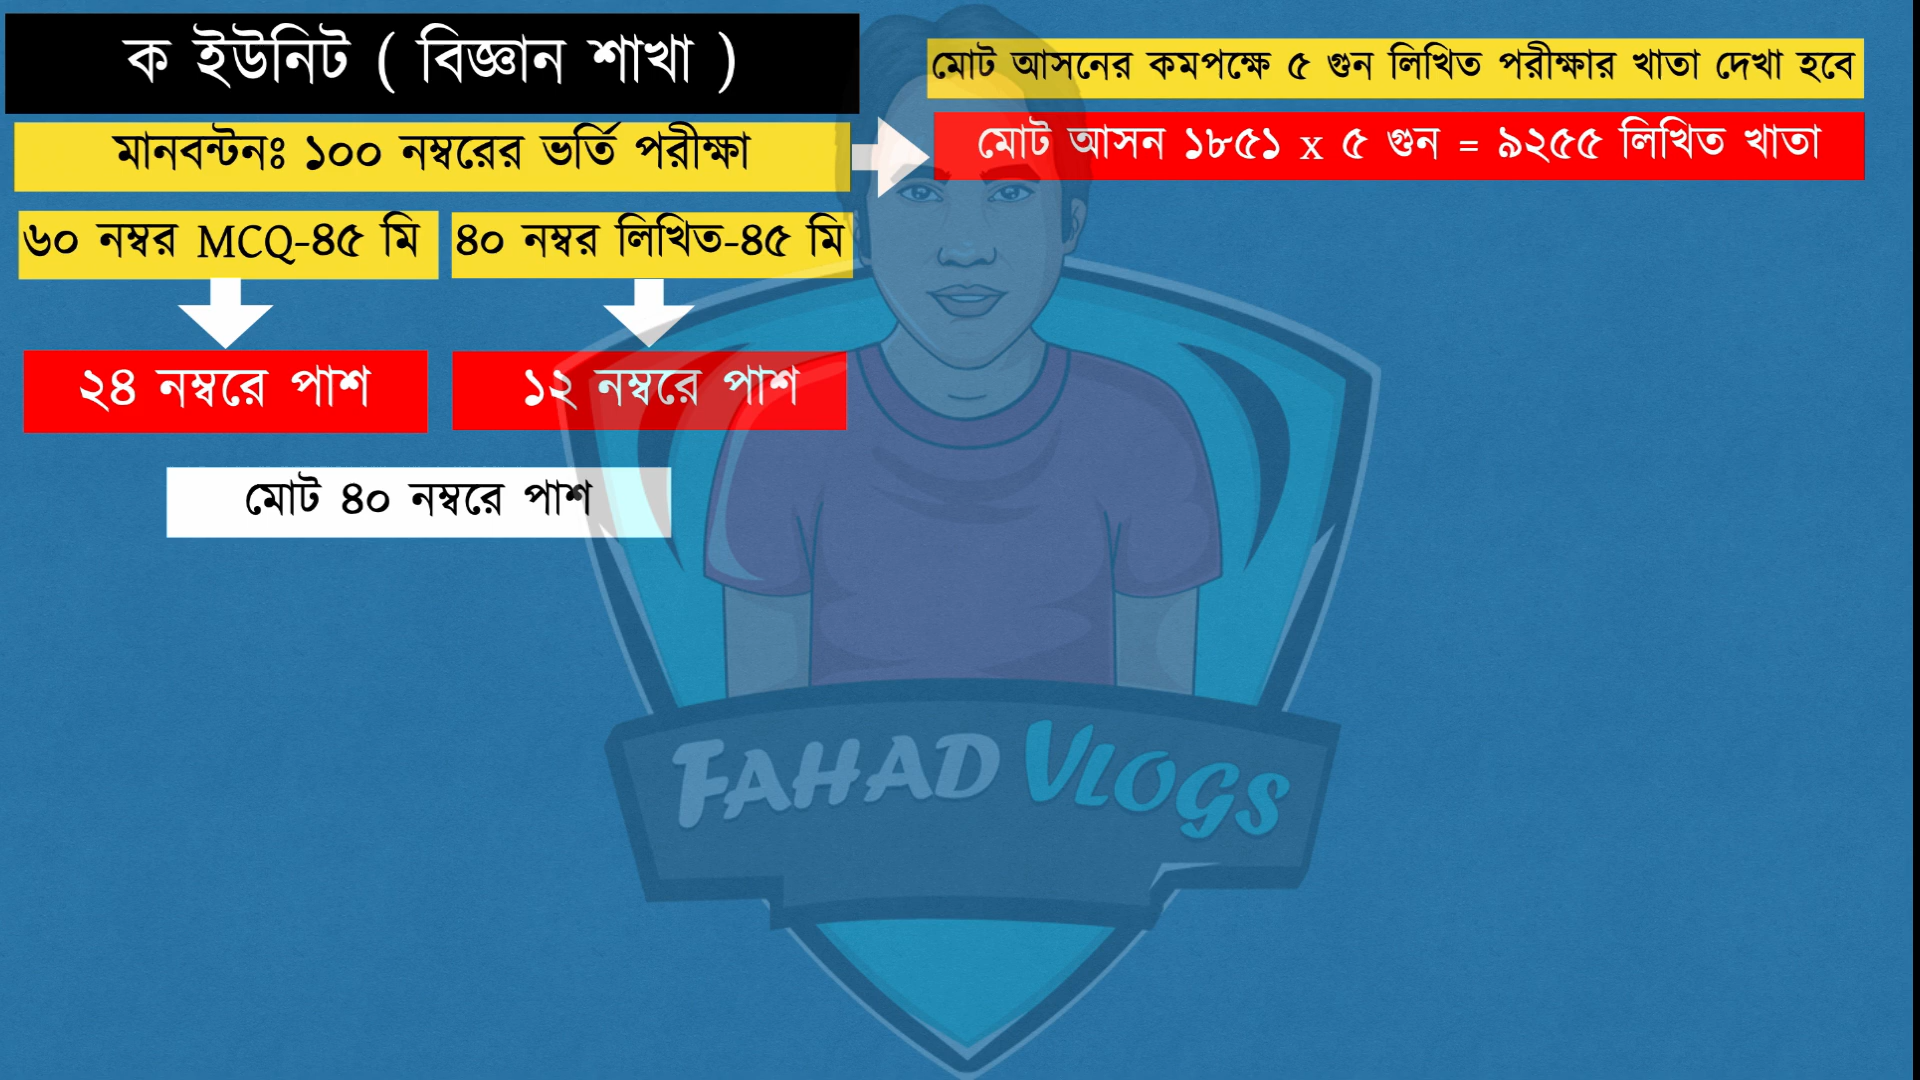 ক ইউনিট ( বিজ্ঞান শাখা )
মানবন্টনঃ ১০০ নম্বরের ভর্তি পরীক্ষা
৬০ নম্বর MCQ-৪৫ মি
৪০ নম্বর লিখিত-৪৫ মি
২৪ নম্বরে পাশ
১২ নম্বরে পাশ
মোট ৪০ নম্বরে পাশ
মোট আসনের কমপক্ষে ৫ গুন লিখিত পরীক্ষার খাতা দেখা হবে
মোট আসন ১৮৫১ x ৫ গুন = ৯২৫৫ লিখিত খাতা
FAHAD VLOGS